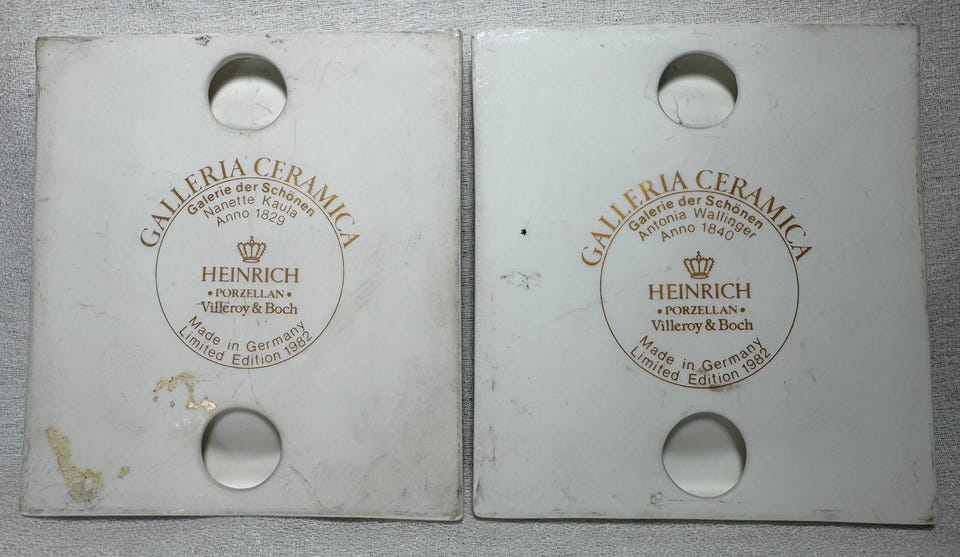 GALLERIA CERAMICA
Galerie der Schönen
Nanette Kaula
Anno 1829
HEINRICH
• PORZELLAN •
Villeroy & Boch
Made in Germany
Limited Edition 1982
GALLERIA CERAMICA
Galerie der Schönen
Antonia Wallinger
Anno 1840
HEINRICH
• PORZELLAN •
Villeroy & Boch
Made in Germany
Limited Edition 1982